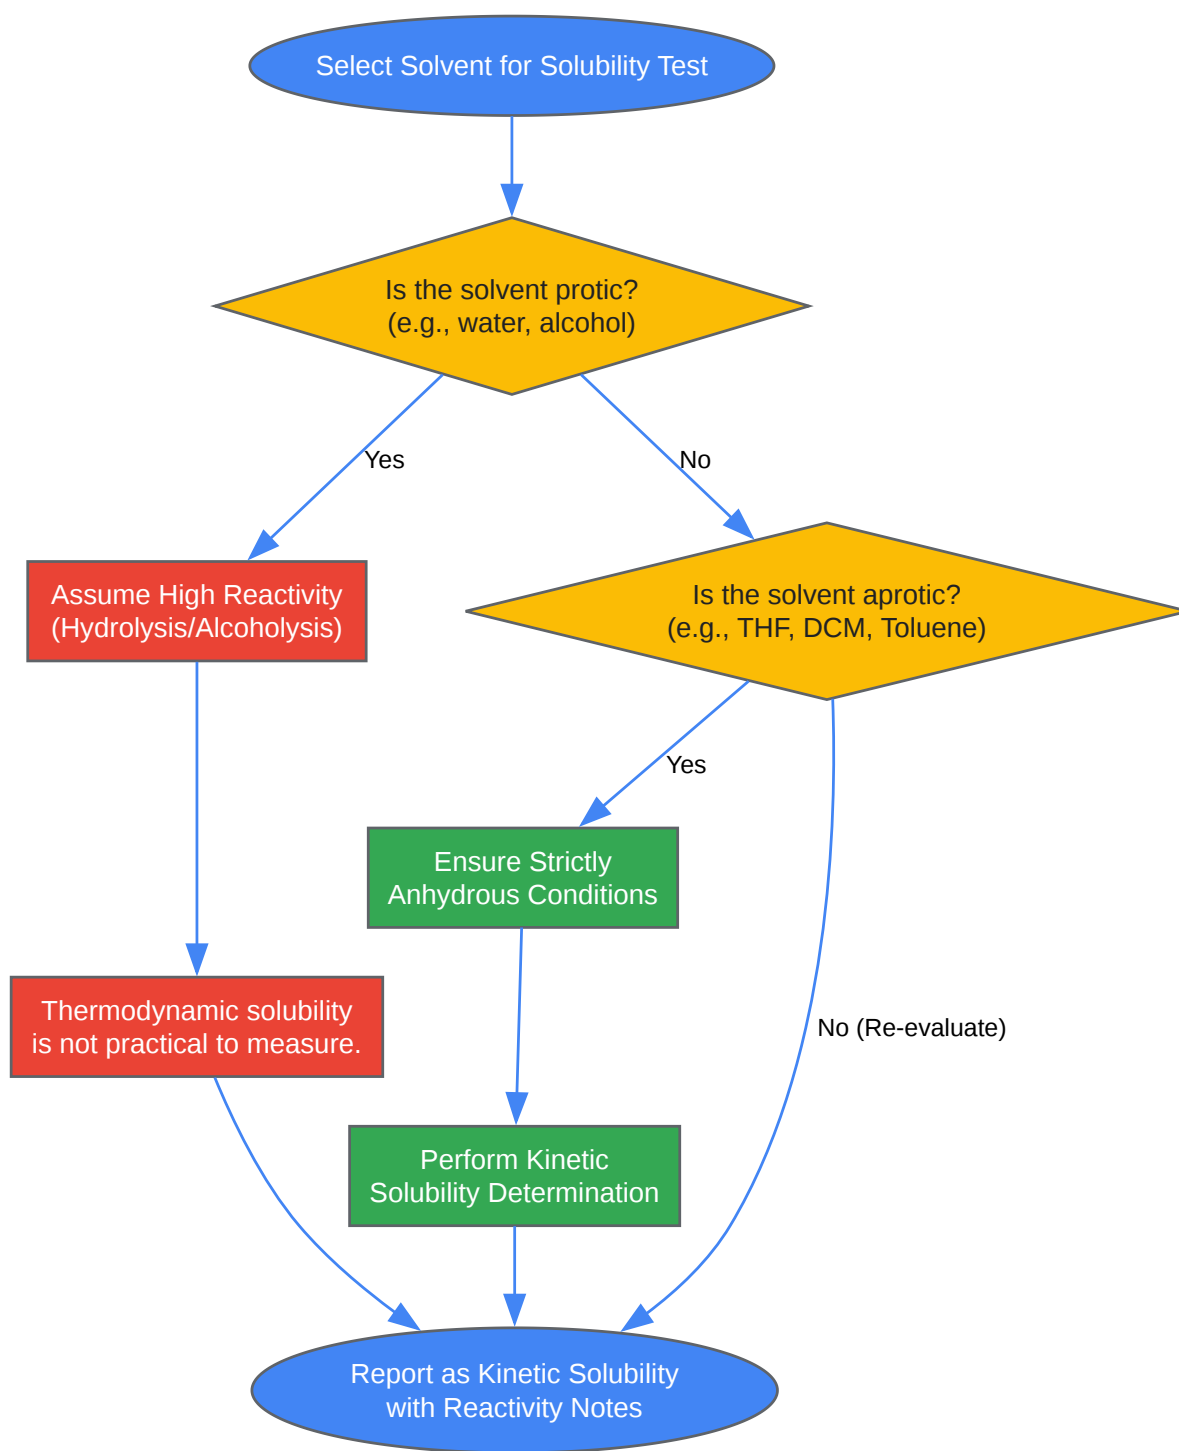 Select Solvent for Solubility Test
Is the solvent protic?
(e.g., water, alcohol)
Yes
No
Assume High Reactivity
(Hydrolysis/Alcoholysis)
Is the solvent aprotic?
(e.g., THF, DCM, Toluene)
Yes
Ensure Strictly
Anhydrous Conditions
Thermodynamic solubility
is not practical to measure.
No (Re-evaluate)
Perform Kinetic
Solubility Determination
Report as Kinetic Solubility
with Reactivity Notes